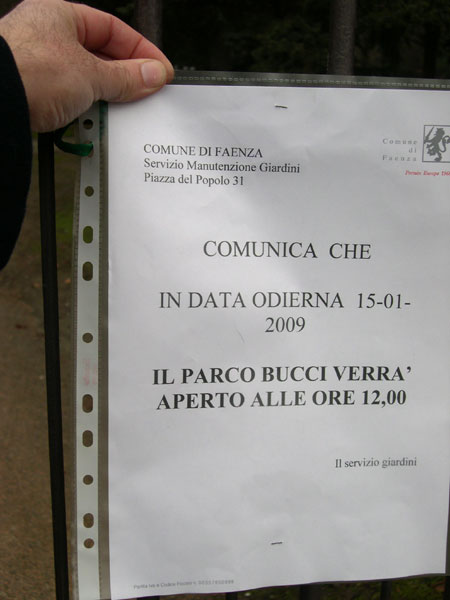 COMUNE DI FAENZA
Servizio Manutenzione Giardini
Piazza del Popolo 31
Comune
di
Faenza
COMUNICA CHE
IN DATA ODIERNA 15-01-
2009
IL PARCO BUCCI VERRA’
APERTO ALLE ORE 12,00
Il servizio giardini